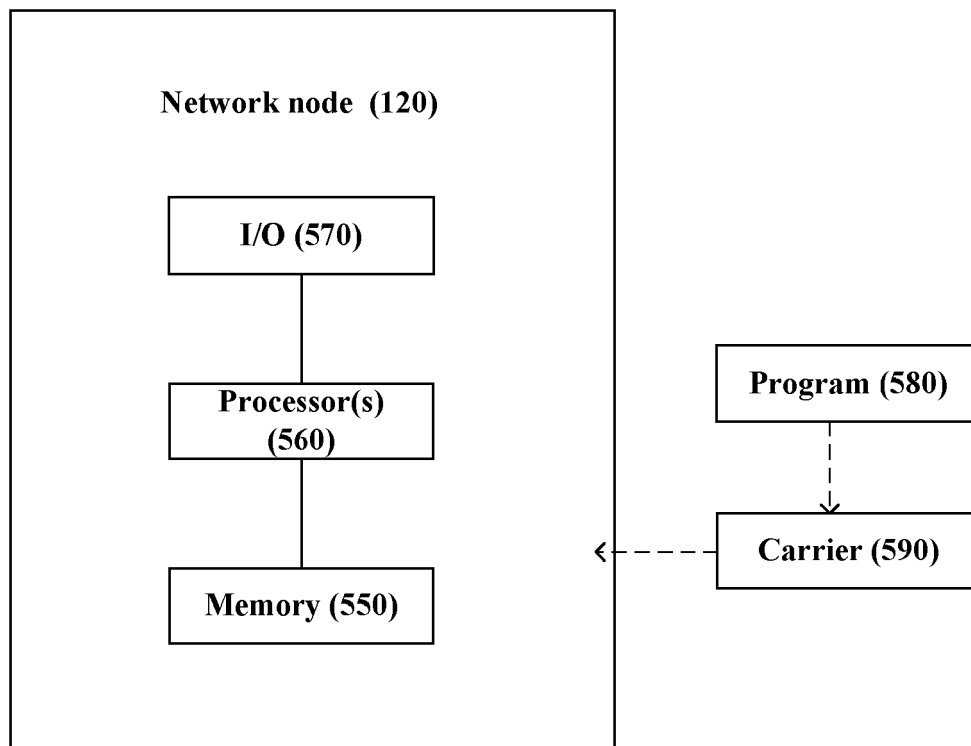 Network node (120)
I/O (570)
Processor(s)
(560)
Program (580)
Carrier (590)
Memory (550)